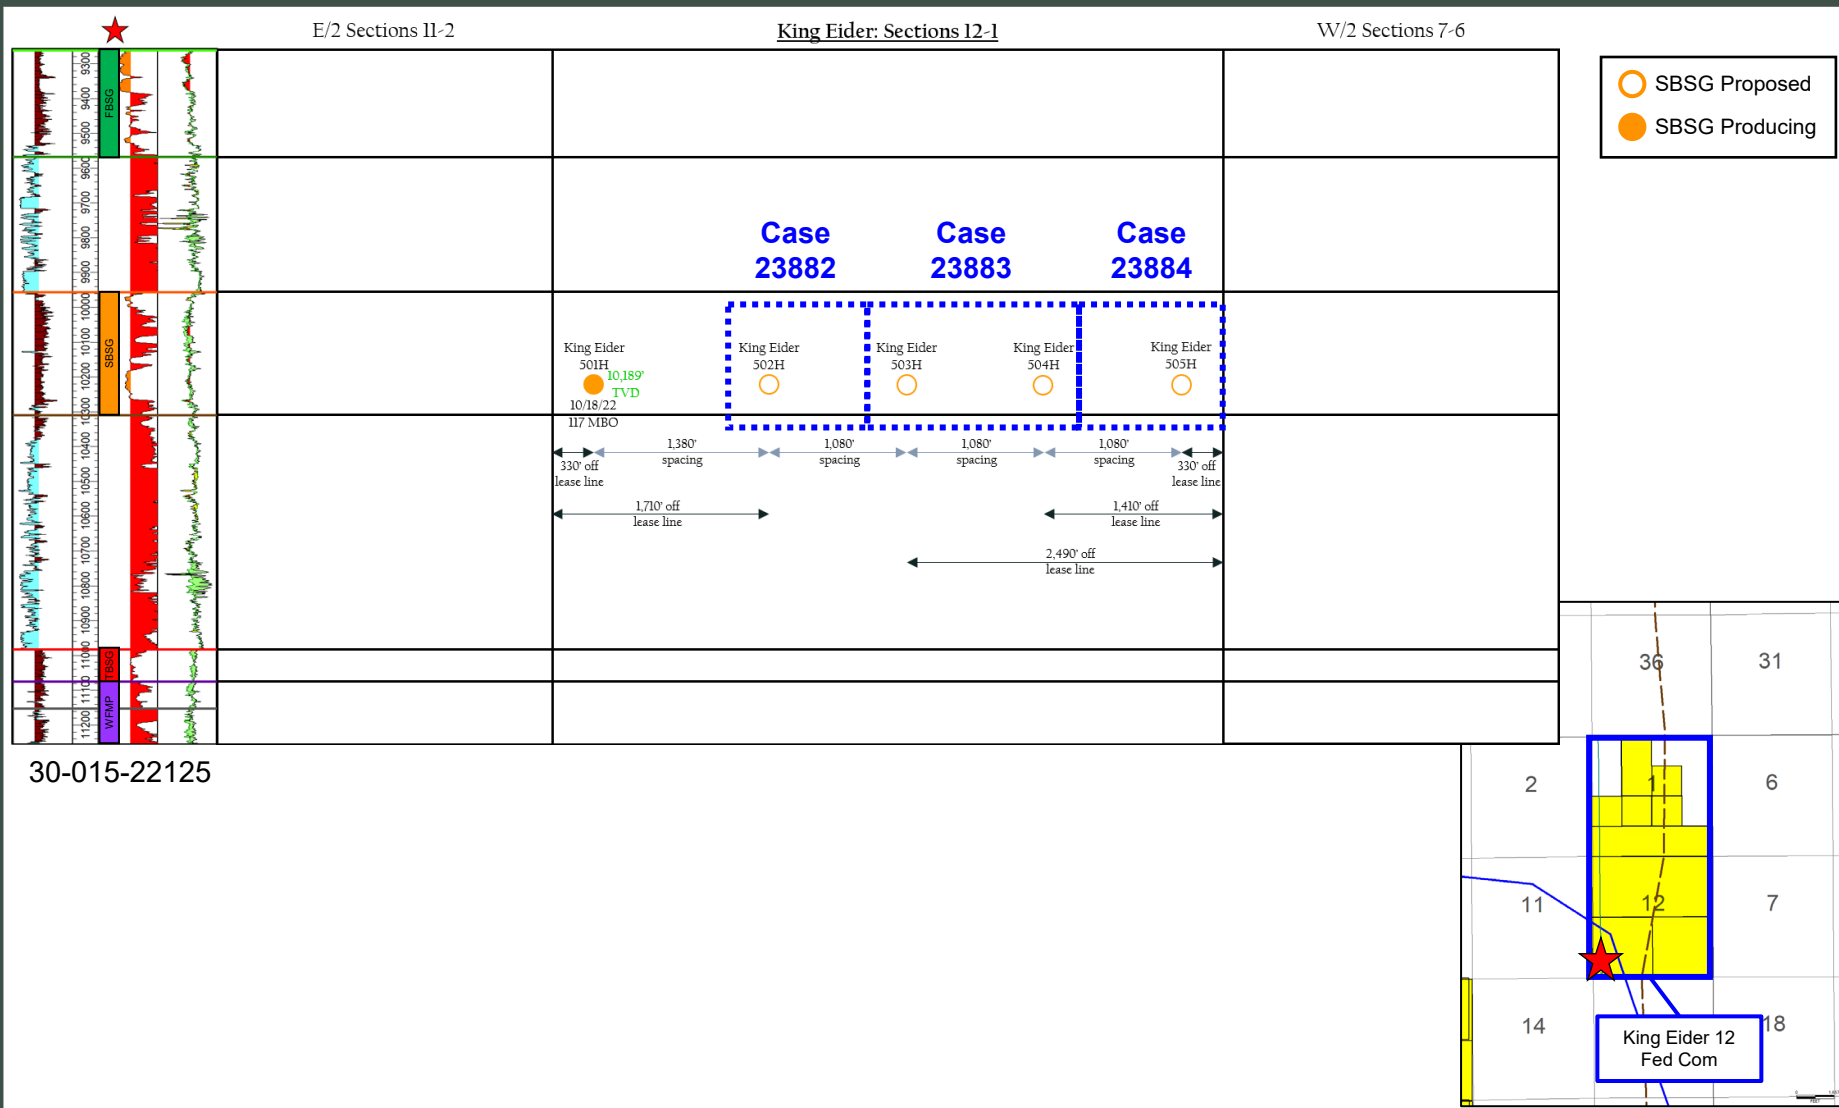 E/2 Sections 11-2
King Eider: Sections 12-1
W/2 Sections 7-6
SBSG Proposed
SBSG Producing
FBSG
SBSG
TBSG
WFMP
9300
9400
9500
9600
9700
9800
9900
10000
10100
10200
10300
10400
10500
10600
10700
10800
10900
11000
11100
11200
Case
23882
Case
23883
Case
23884
King Eider
501H
10,189'
TVD
10/18/22
117 MBO
King Eider
502H
King Eider
503H
King Eider
504H
King Eider
505H
330' off
lease line
1,380'
spacing
1,080'
spacing
1,080'
spacing
1,080'
spacing
330' off
lease line
1,710' off
lease line
1,410' off
lease line
2,490' off
lease line
30-015-22125
36
31
2
1
6
11
12
7
14
18
King Eider 12
Fed Com